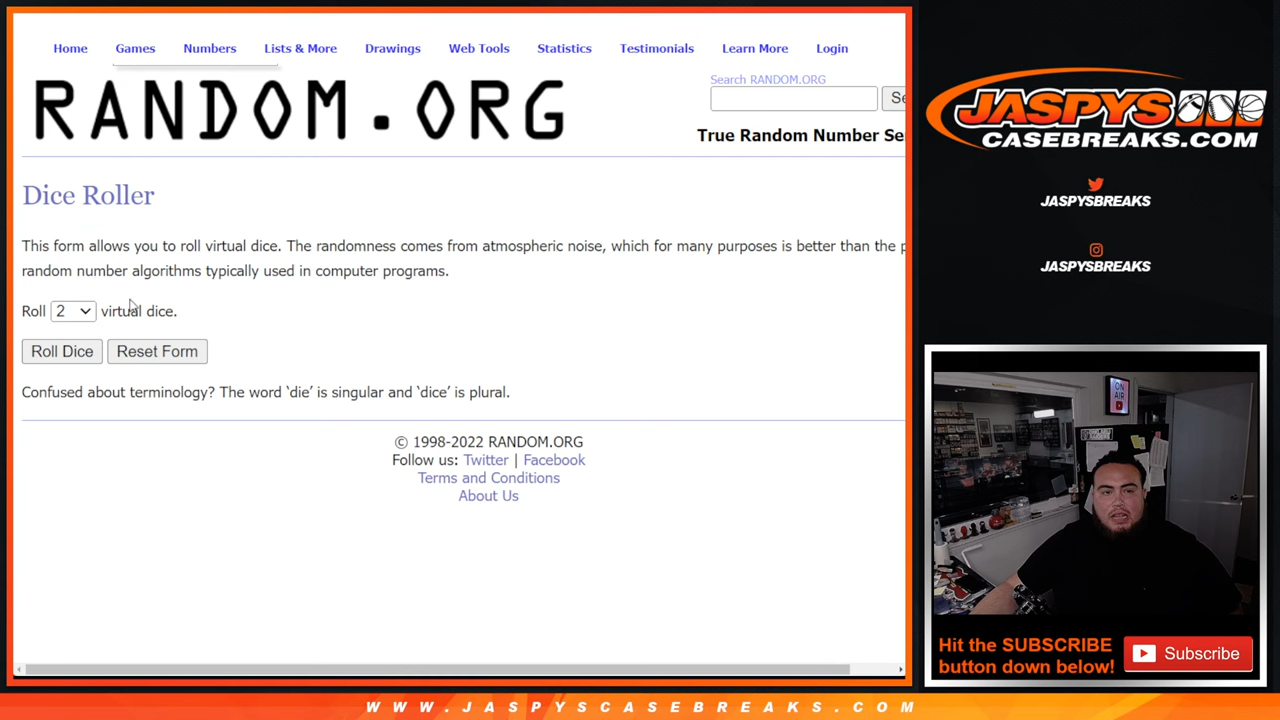 Home Games Numbers Lists & More Drawings Web Tools Statistics Testimonials Learn More Login
RANDOM.ORG
Search RANDOM.ORG
Se
True Random Number Se
Dice Roller
This form allows you to roll virtual dice. The randomness comes from atmospheric noise, which for many purposes is better than the p
random number algorithms typically used in computer programs.
Roll 2 virtual dice.
Roll Dice Reset Form
Confused about terminology? The word ‘die’ is singular and ‘dice’ is plural.
© 1998-2022 RANDOM.ORG
Follow us: Twitter | Facebook
Terms and Conditions
About Us
JASPYS
CASEBREAKS.COM
JASPYSBREAKS
JASPYSBREAKS
ON
AIR
Hit the SUBSCRIBE
button down below!
Subscribe
WWW.JASPYSCASEBREAKS.COM